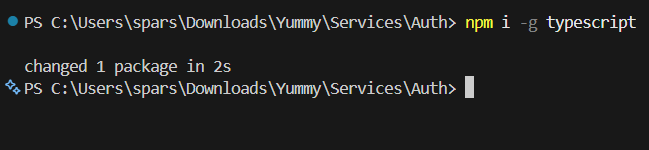 PS C:\Users\spars\Downloads\Yummy\Services\Auth> npm i -g typescript
changed 1 package in 2s
PS C:\Users\spars\Downloads\Yummy\Services\Auth>